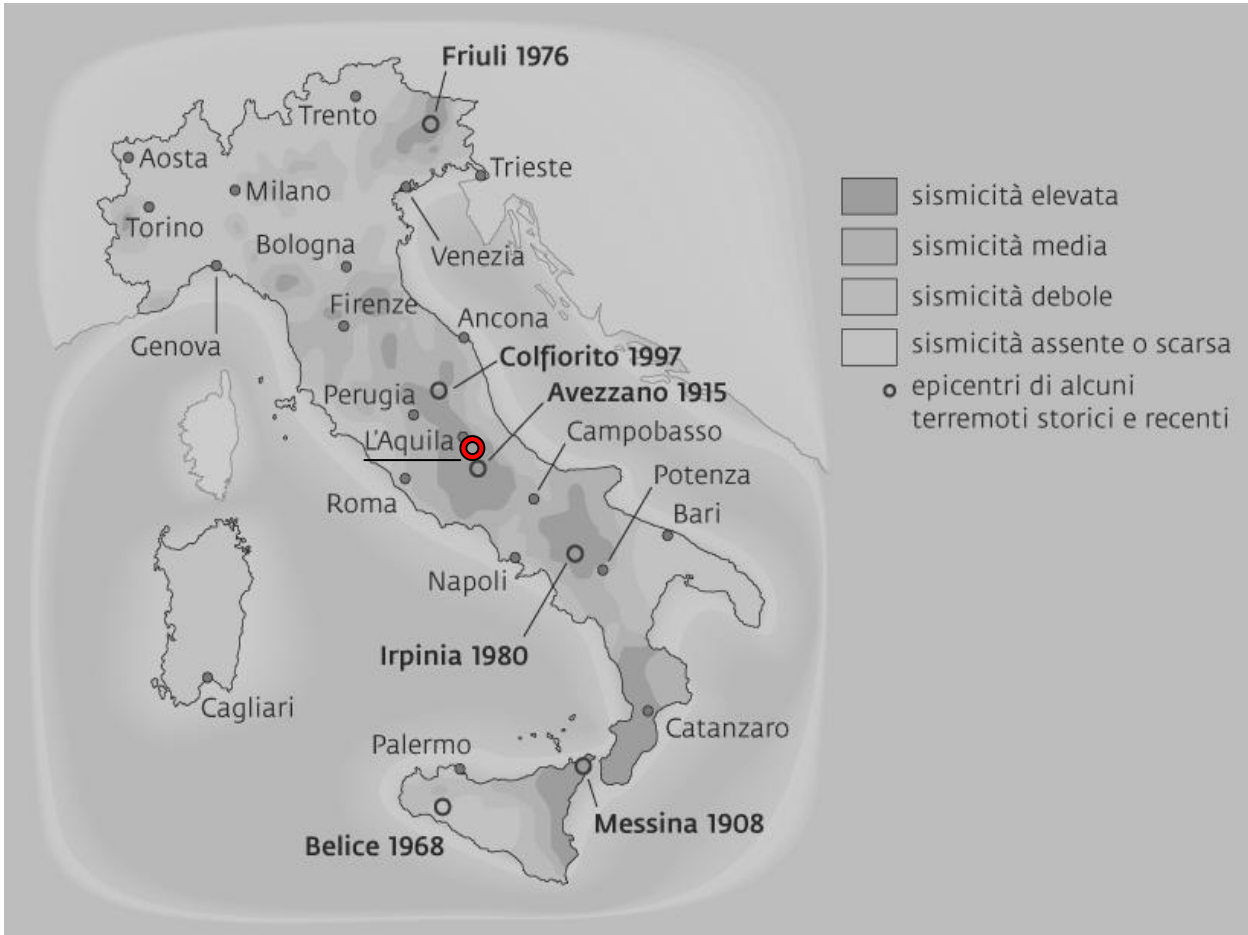 Friuli 1976
Trento
Aosta
Trieste
Milano
Torino
Bologna
Venezia
Firenze
Ancona
Genova
Colfiorito 1997
Perugia
Avezzano 1915
L'Aquila
Campobasso
Roma
Potenza
Bari
Napoli
Irpinia 1980
Cagliari
Catanzaro
Palermo
Messina 1908
Belice 1968
sismicità elevata
sismicità media
sismicità debole
sismicità assente o scarsa
epicentri di alcuni
terremoti storici e recenti